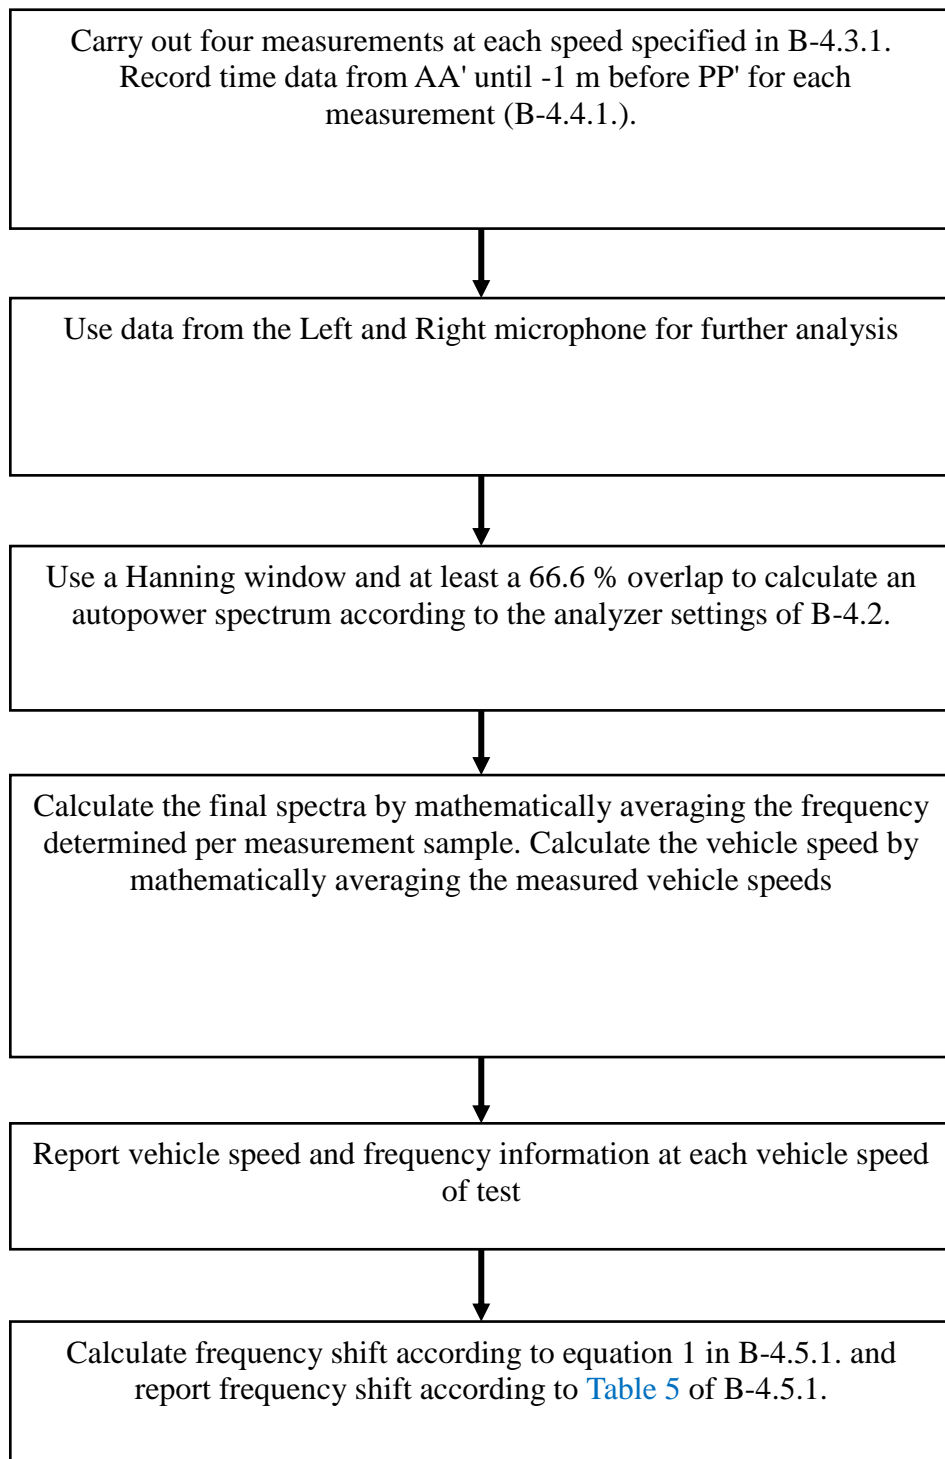 Carry out four measurements at each speed specified in B-4.3.1.
Record time data from AA' until -1 m before PP' for each
measurement (B-4.4.1.).
Use data from the Left and Right microphone for further analysis
Use a Hanning window and at least a 66.6 % overlap to calculate an
autopower spectrum according to the analyzer settings of B-4.2.
Calculate the final spectra by mathematically averaging the frequency
determined per measurement sample. Calculate the vehicle speed by
mathematically averaging the measured vehicle speeds
Report vehicle speed and frequency information at each vehicle speed
of test
Calculate frequency shift according to equation 1 in B-4.5.1. and
report frequency shift according to Table 5 of B-4.5.1.